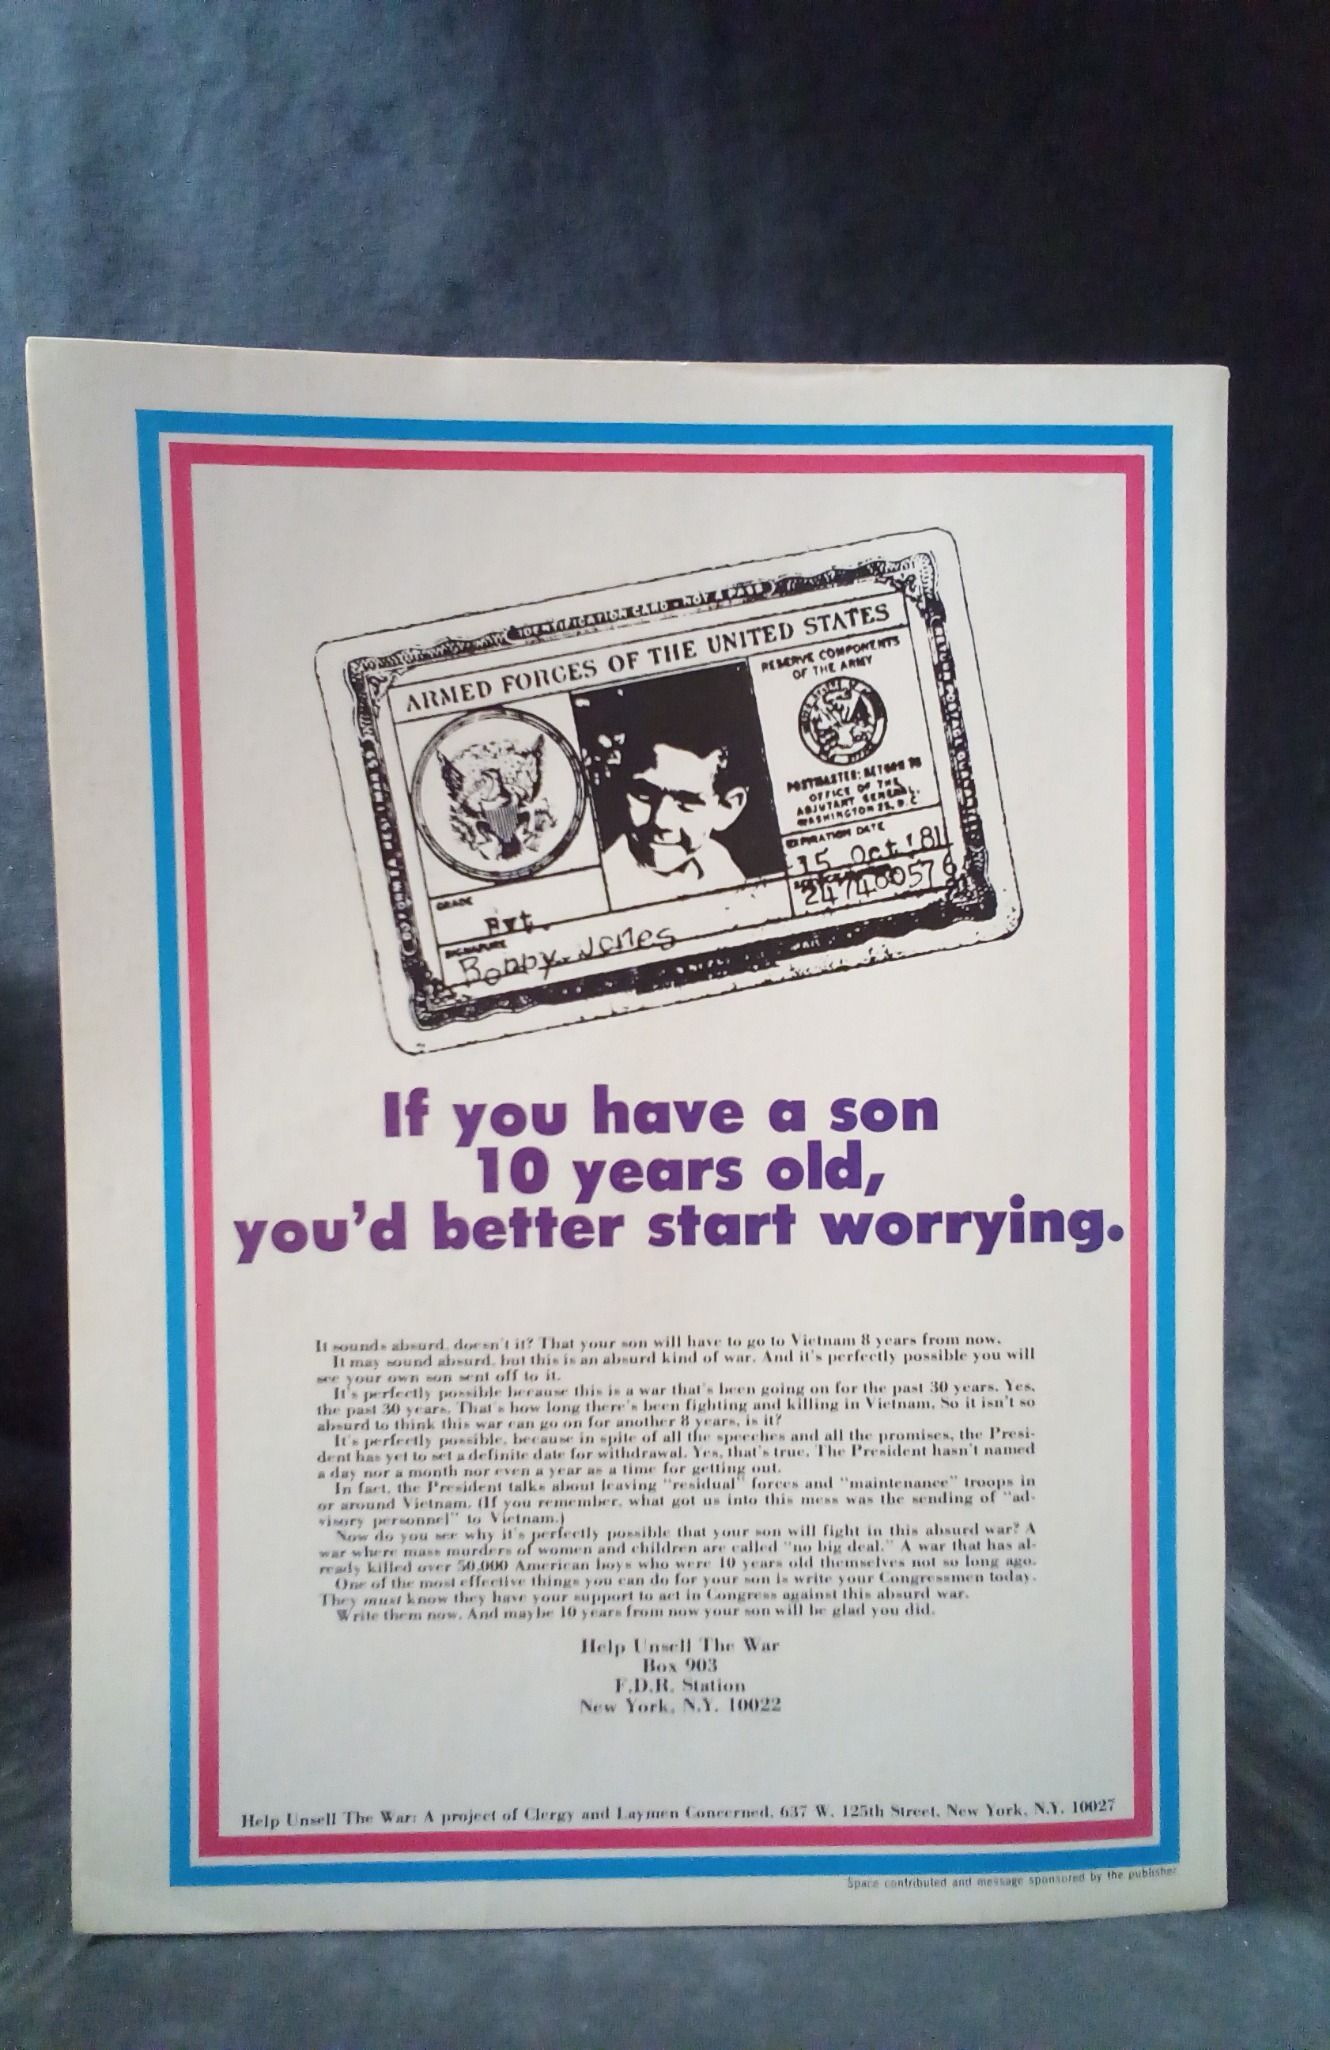 IDENTIFICATION CARD - NOT A PASS
ARMED FORCES OF THE UNITED STATES
RESERVE COMPONENTS
OF THE ARMY
POSTMASTER: RETURN TO
OFFICE OF THE
ADJUTANT GENERAL,
WASHINGTON 25, D.C.
EXPIRATION DATE
15 Oct '81
247400576
GRADE
Pvt.
SIGNATURE
Bobby Jones
If you have a son
10 years old,
you'd better start worrying.
It sounds absurd, doesn't it? That your son will have to go to Vietnam 8 years from now.
It may sound absurd, but this is an absurd kind of war. And it's perfectly possible you will
see your own son sent off to it.
It's perfectly possible because this is a war that's been going on for the past 30 years. Yes,
the past 30 years. That's how long there's been fighting and killing in Vietnam. So it isn't so
absurd to think this war can go on for another 8 years, is it?
It's perfectly possible, because in spite of all the speeches and all the promises, the Presi-
dent has yet to set a definite date for withdrawal. Yes, that's true. The President hasn't named
a day nor a month nor even a year as a time for getting out.
In fact, the President talks about leaving "residual" forces and "maintenance" troops in
or around Vietnam. (If you remember, what got us into this mess was the sending of "ad-
visory personnel" to Vietnam.)
Now do you see why it's perfectly possible that your son will fight in this absurd war? A
war where mass murders of women and children are called "no big deal." A war that has al-
ready killed over 50,000 American boys who were 10 years old themselves not so long ago.
One of the most effective things you can do for your son is write your Congressmen today.
They must know they have your support to act in Congress against this absurd war.
Write them now. And maybe 10 years from now your son will be glad you did.
Help Unsell The War
Box 903
F.D.R. Station
New York, N.Y. 10022
Help Unsell The War: A project of Clergy and Laymen Concerned, 637 W. 125th Street, New York, N.Y. 10027
Space contributed and message sponsored by the publisher